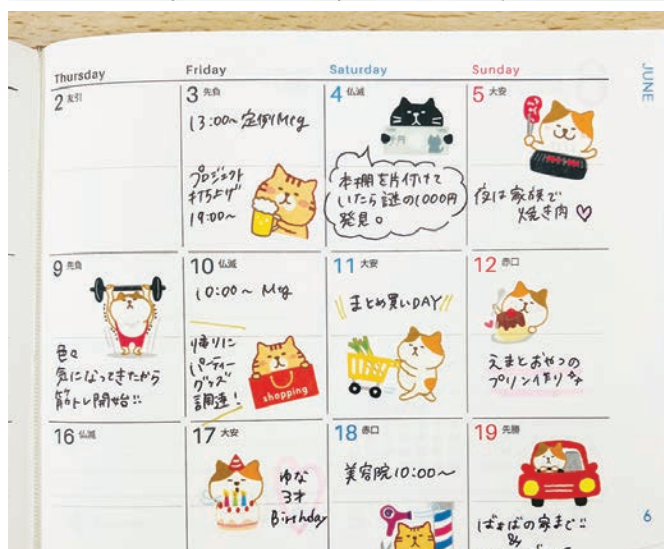 Thursday
Friday
Saturday
Sunday
JUNE
2 友引
3 先負
13:00~ 定例Mtg
プロジェクト
打ち上げ
19:00~
4 仏滅
千円
本棚を片付けて
いたら謎の1000円
発見。
5 大安
夜は家族で
焼き肉♡
9 先負
色々
気になってきたから
筋トレ開始!!
10 仏滅
10:00~ Mtg
帰りに
パーティー
グッズ
調達!
shopping
11 大安
まとめ買いDAY
12 赤口
えまとおやつの
プリン作り
16 仏滅
17 大安
ゆな
3才
Birthday
18 赤口
美容院10:00~
19 先勝
ばぁばの家まで!!
6